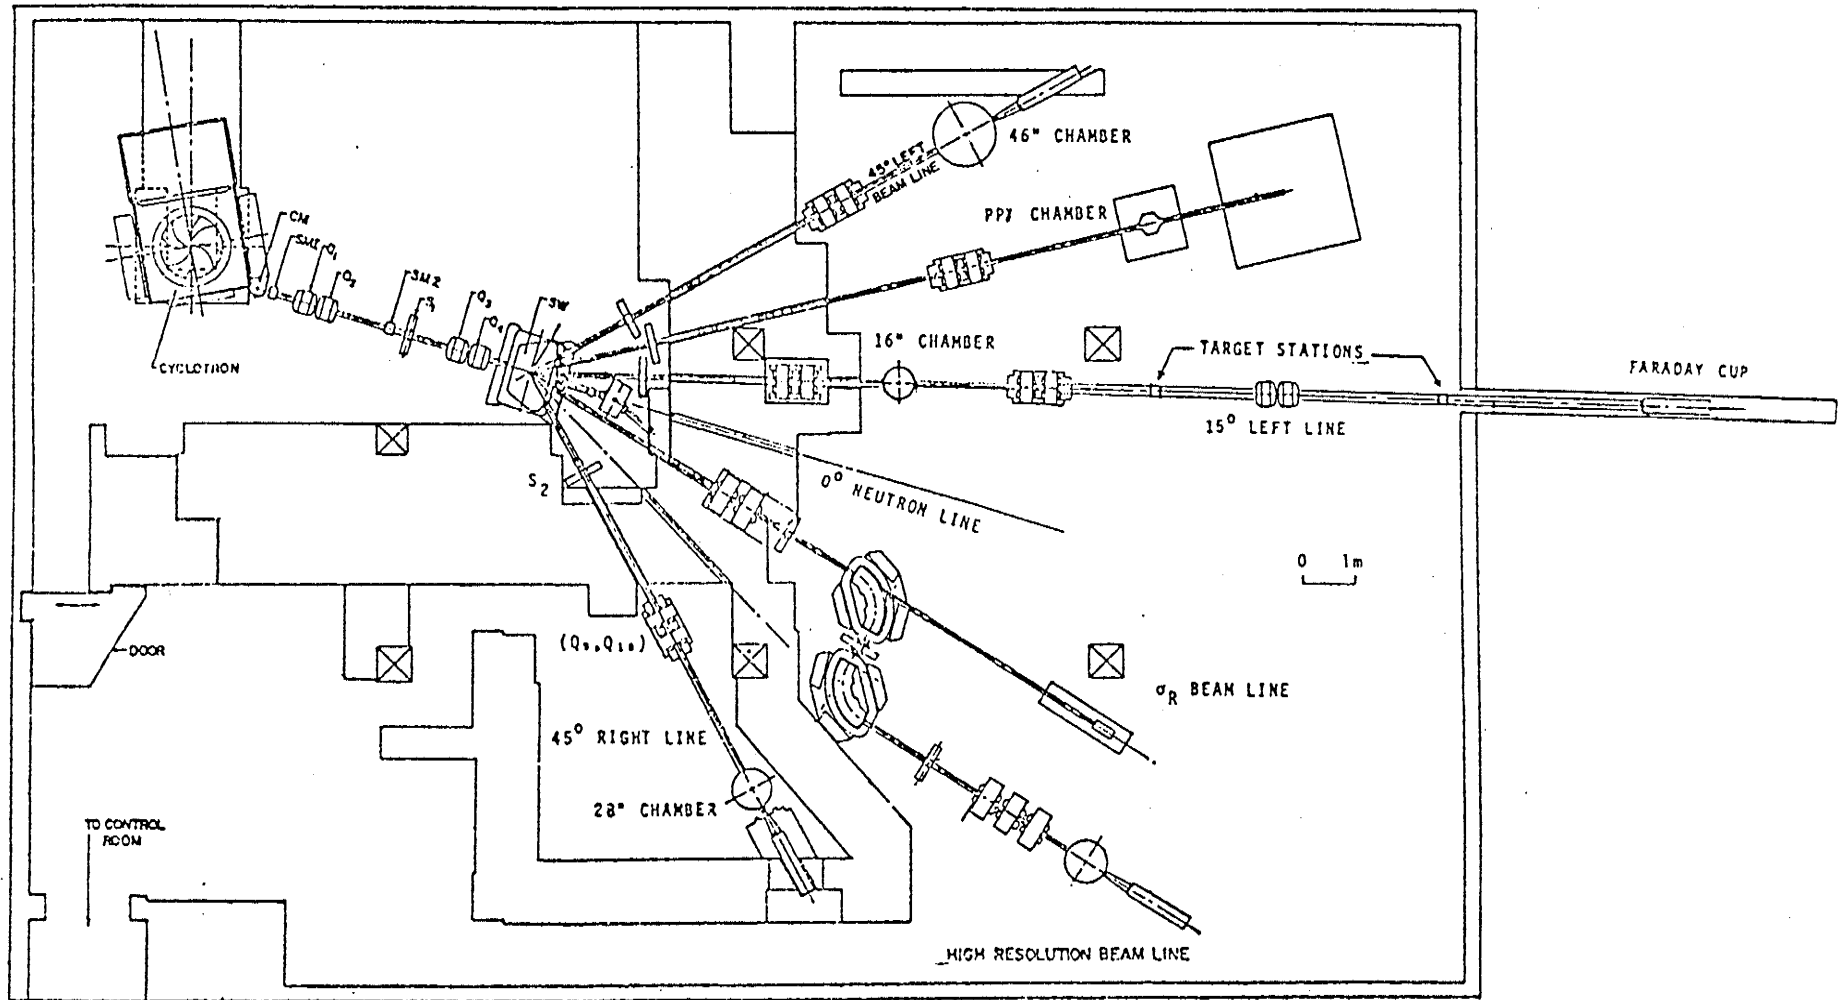 46" CHAMBER
45° LEFT
BEAM LINE
PPγ CHAMBER
CM
SM1
Q1
Q2
SM2
S1
Q3
Q4
SW
CYCLOTRON
16" CHAMBER
TARGET STATIONS
FARADAY CUP
15° LEFT LINE
S2
0° NEUTRON LINE
0 1m
(Q9,Q10)
DOOR
σR BEAM LINE
45° RIGHT LINE
28" CHAMBER
TO CONTROL
ROOM
HIGH RESOLUTION BEAM LINE